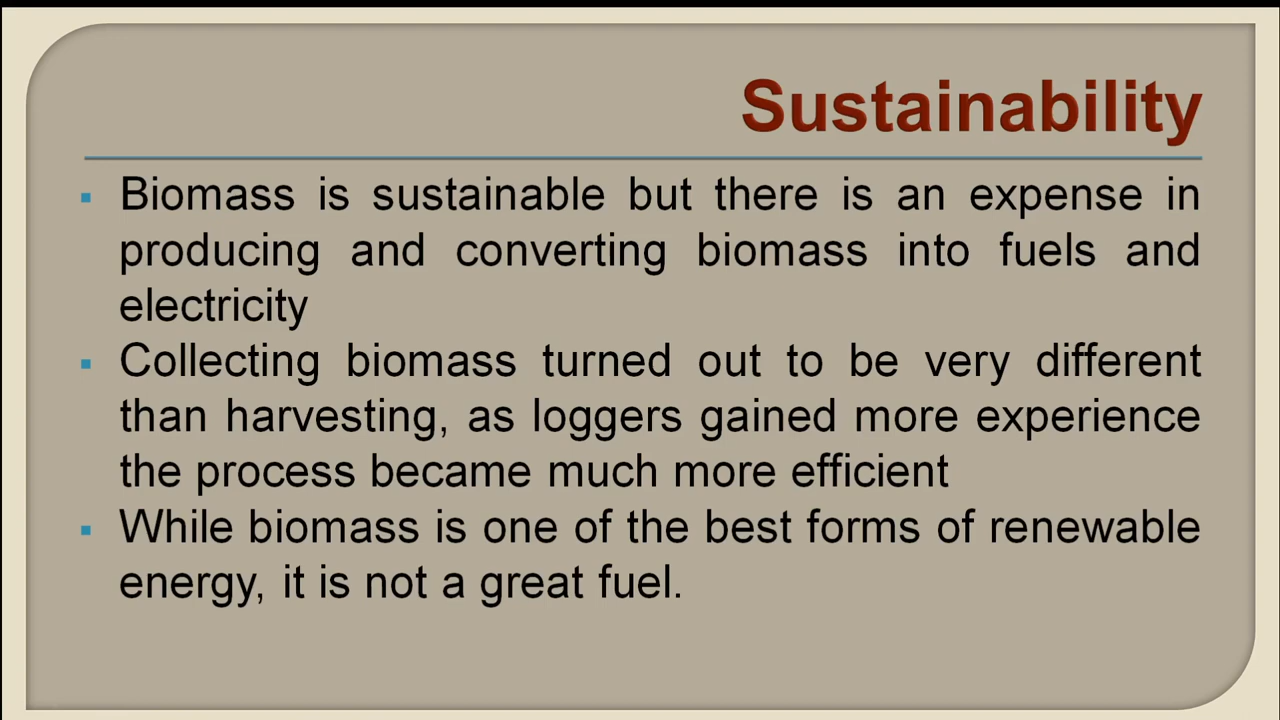 Sustainability
▪ Biomass is sustainable but there is an expense in
producing and converting biomass into fuels and
electricity
▪ Collecting biomass turned out to be very different
than harvesting, as loggers gained more experience
the process became much more efficient
▪ While biomass is one of the best forms of renewable
energy, it is not a great fuel.